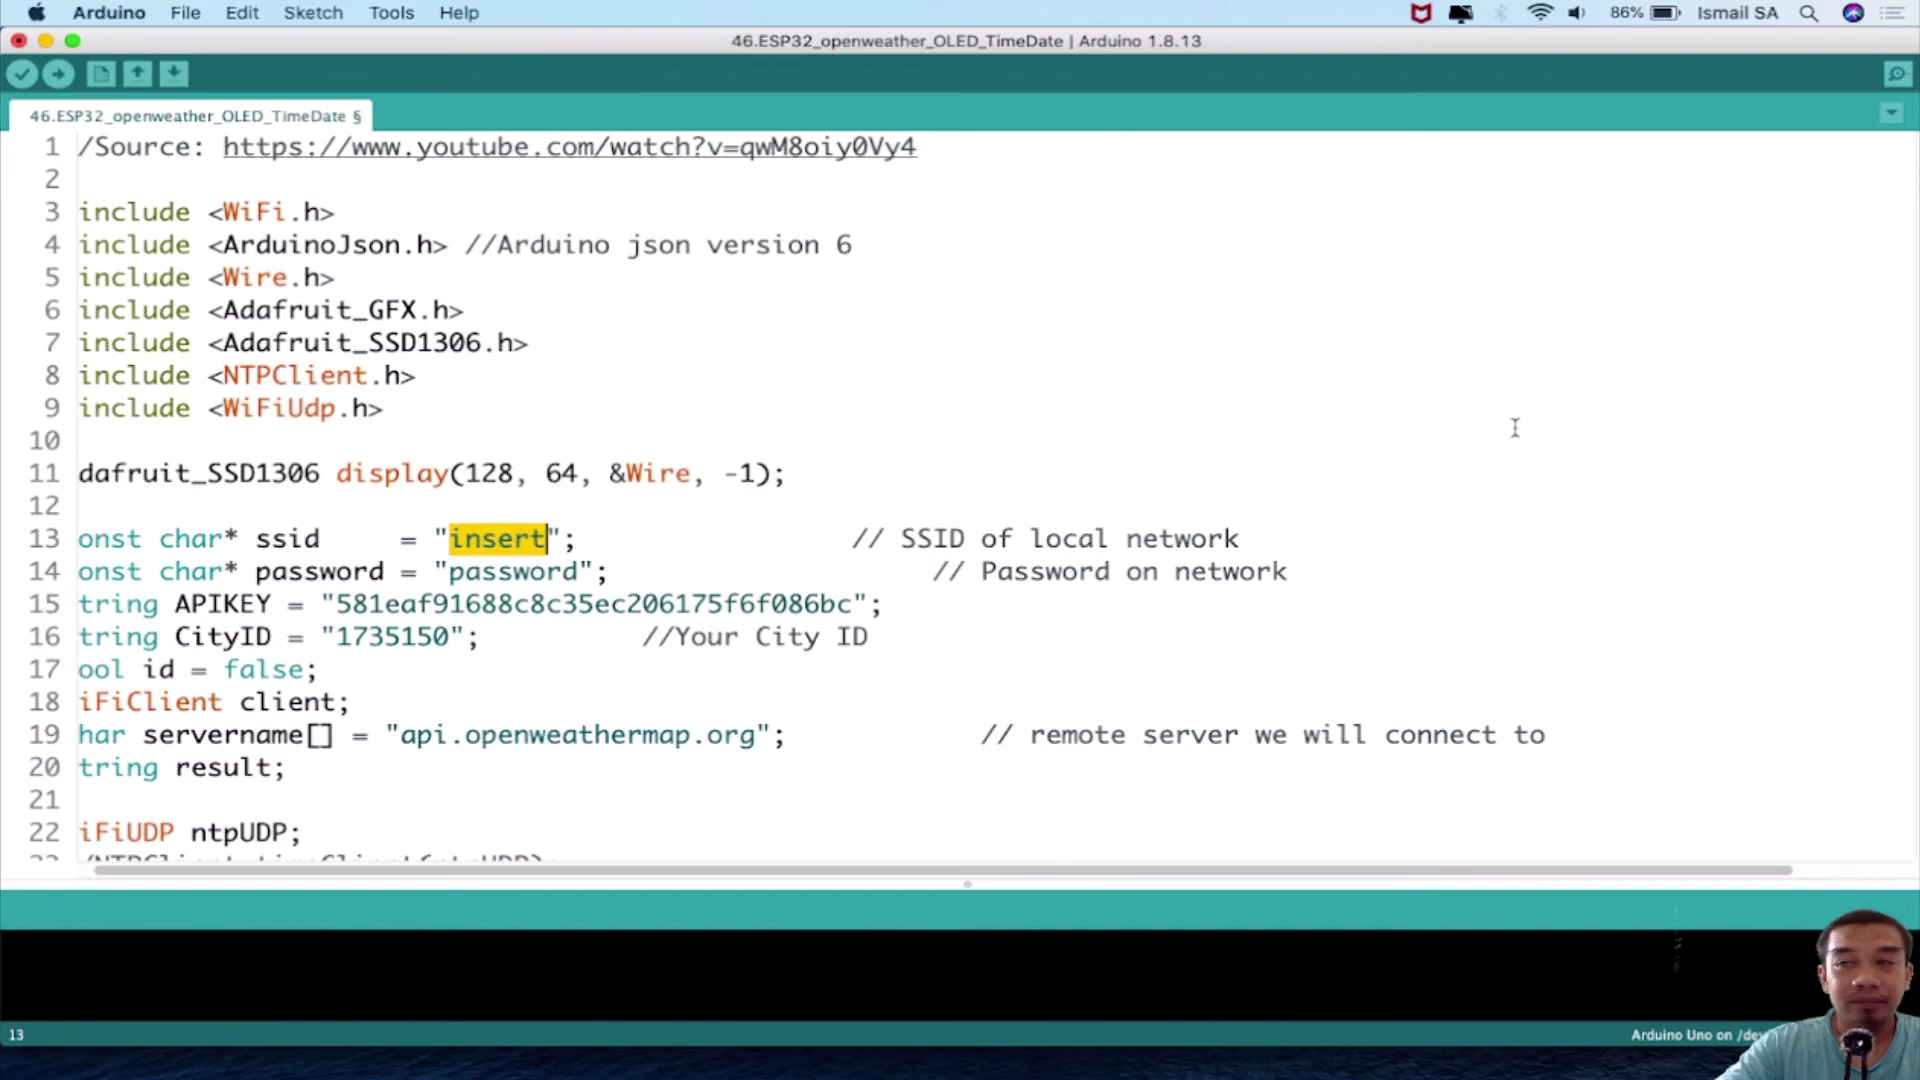 Arduino File Edit Sketch Tools Help 86% Ismail SA
46.ESP32_openweather_OLED_TimeDate | Arduino 1.8.13
46.ESP32_openweather_OLED_TimeDate §
1 /Source: https://www.youtube.com/watch?v=qwM8oiy0Vy4
2
3 include <WiFi.h>
4 include <ArduinoJson.h> //Arduino json version 6
5 include <Wire.h>
6 include <Adafruit_GFX.h>
7 include <Adafruit_SSD1306.h>
8 include <NTPClient.h>
9 include <WiFiUdp.h>
10
11 dafruit_SSD1306 display(128, 64, &Wire, -1);
12
13 onst char* ssid = "insert"; // SSID of local network
14 onst char* password = "password"; // Password on network
15 tring APIKEY = "581eaf91688c8c35ec206175f6f086bc";
16 tring CityID = "1735150"; //Your City ID
17 ool id = false;
18 iFiClient client;
19 har servername[] = "api.openweathermap.org"; // remote server we will connect to
20 tring result;
21
22 iFiUDP ntpUDP;
13 Arduino Uno on /dev